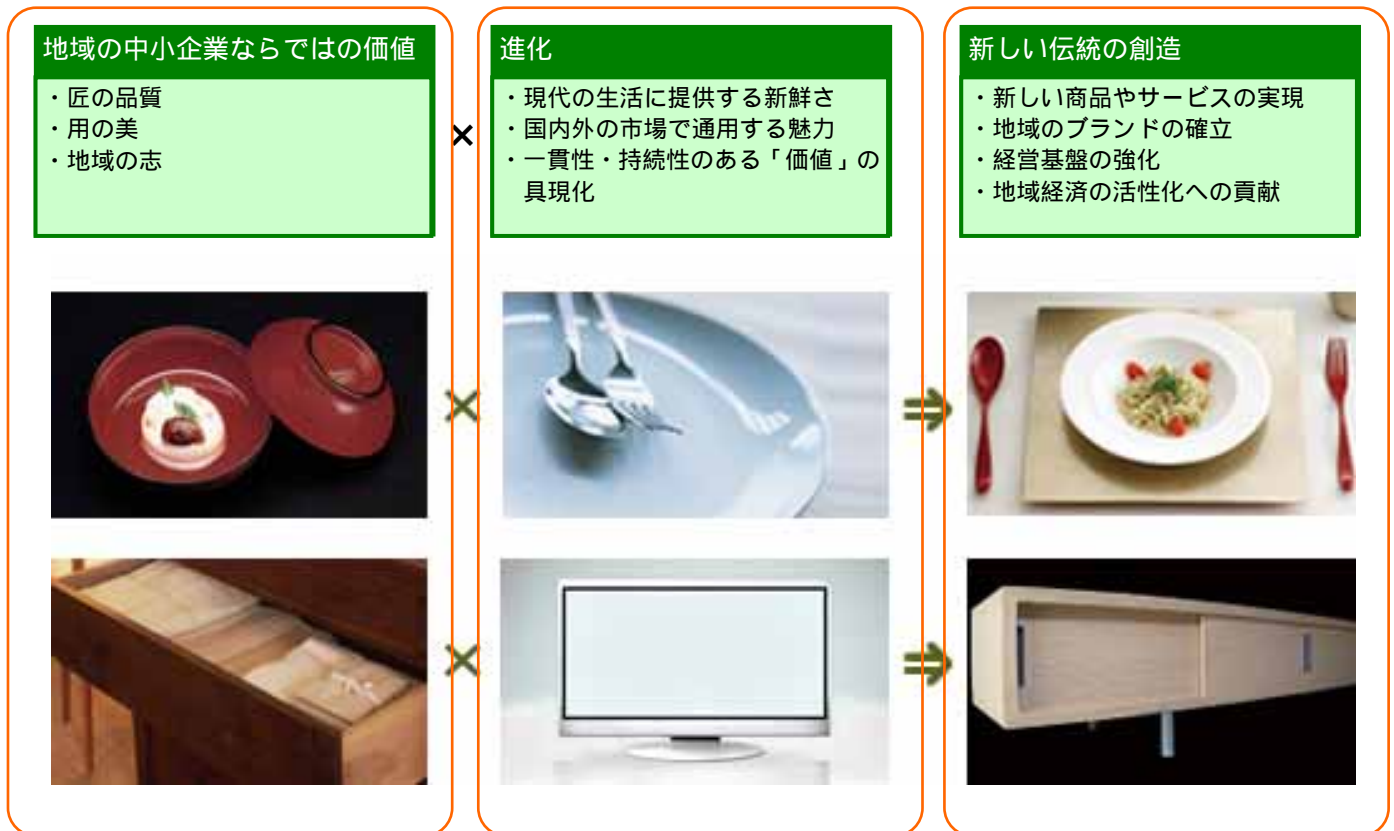 地域の中小企業ならではの価値
・匠の品質
・用の美
・地域の志
×
進化
・現代の生活に提供する新鮮さ
・国内外の市場で通用する魅力
・一貫性・持続性のある「価値」の
具現化
新しい伝統の創造
・新しい商品やサービスの実現
・地域のブランドの確立
・経営基盤の強化
・地域経済の活性化への貢献
× ⇒
× ⇒